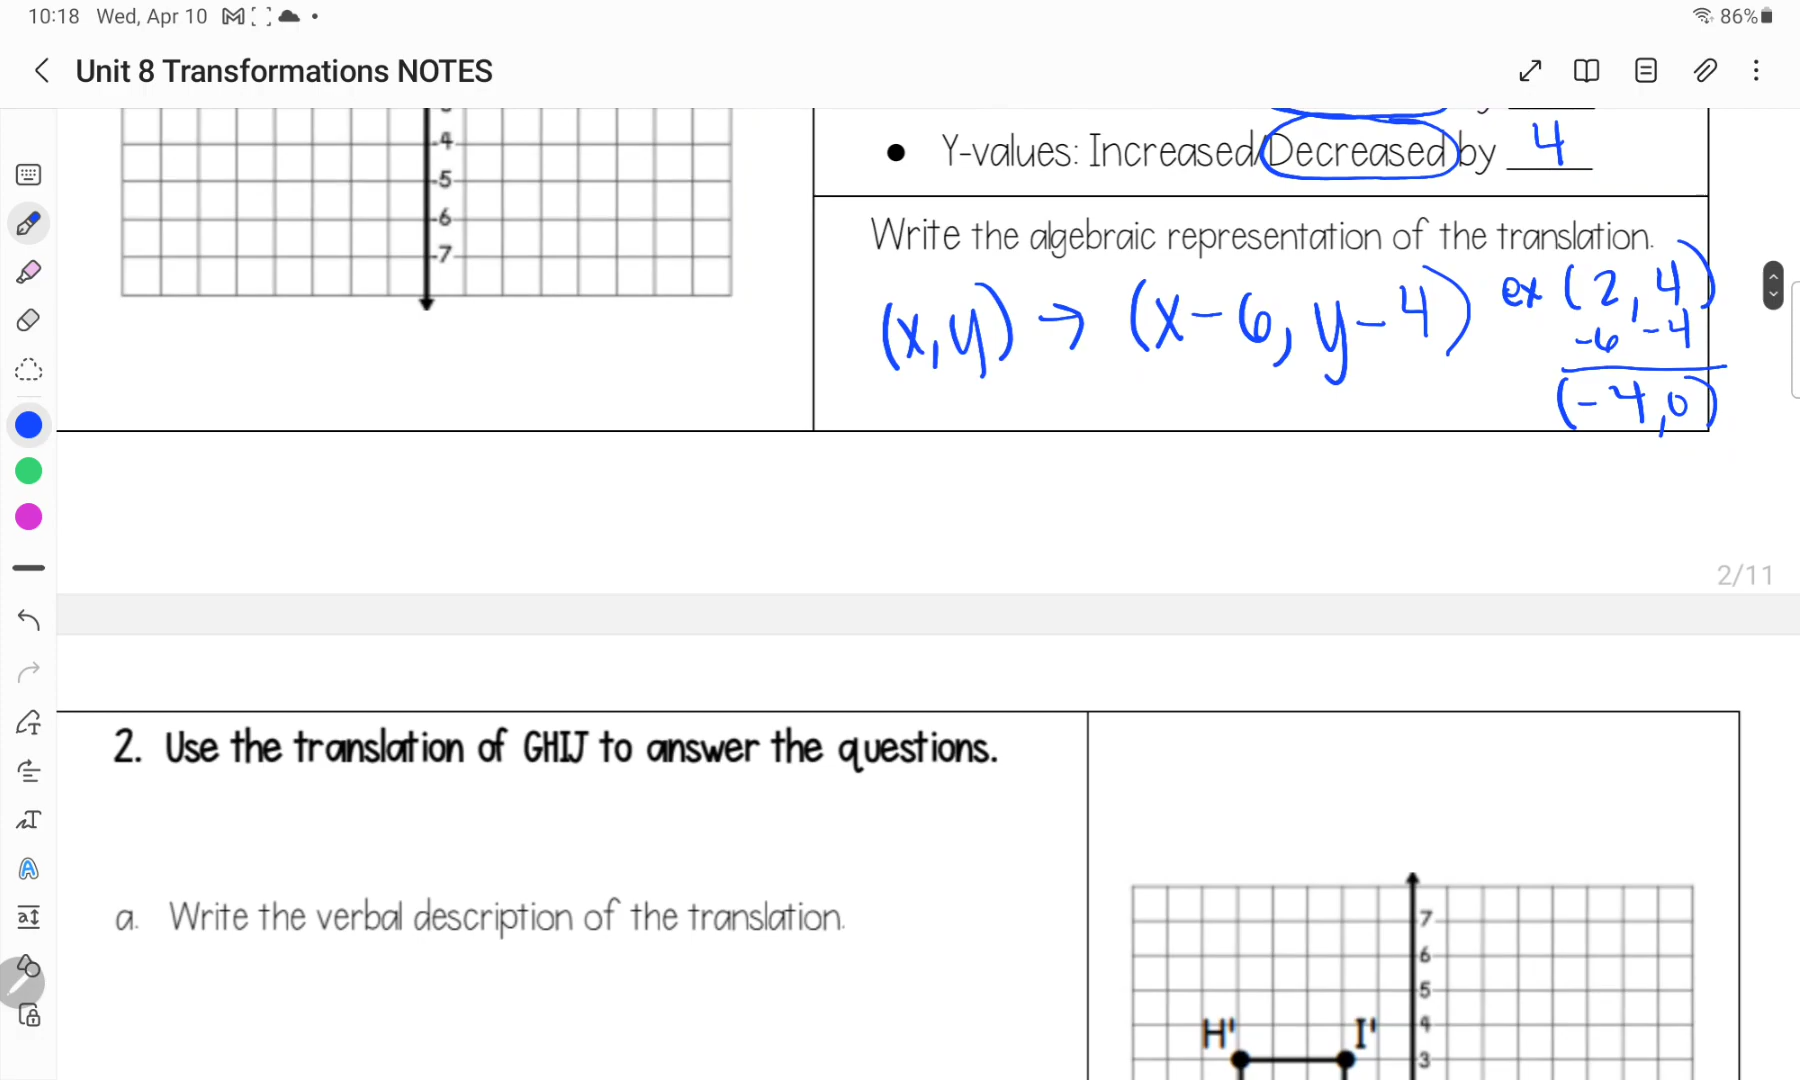 10:18 Wed, Apr 10
86%
Unit 8 Transformations NOTES
-4
-5
-6
-7
• Y-values: Increased/Decreased by 4
Write the algebraic representation of the translation.
(x,y) → (x-6, y-4)
ex (2, 4)
-6 -4
(-4,0)
2/11
2. Use the translation of GHIJ to answer the questions.
a. Write the verbal description of the translation.
7
6
5
4
3
H'
I'